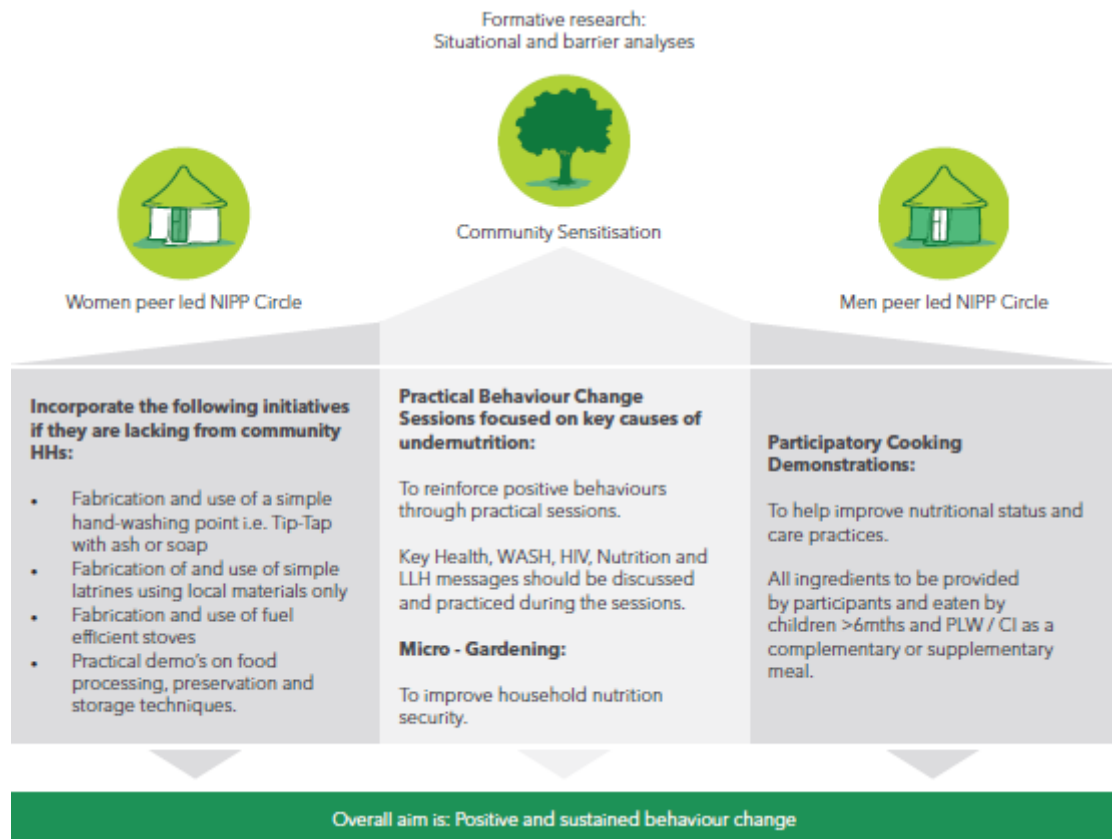 Formative research:
Situational and barrier analyses
Community Sensitisation
Women peer led NIPP Circle
Men peer led NIPP Circle
Incorporate the following initiatives
if they are lacking from community
HHs:
• Fabrication and use of a simple
hand-washing point i.e. Tip-Tap
with ash or soap
• Fabrication of and use of simple
latrines using local materials only
• Fabrication and use of fuel
efficient stoves
• Practical demo's on food
processing, preservation and
storage techniques.
Practical Behaviour Change
Sessions focused on key causes of
undernutrition:
To reinforce positive behaviours
through practical sessions.
Key Health, WASH, HIV, Nutrition and
LLH messages should be discussed
and practiced during the sessions.
Micro - Gardening:
To improve household nutrition
security.
Participatory Cooking
Demonstrations:
To help improve nutritional status and
care practices.
All ingredients to be provided
by participants and eaten by
children >6mths and PLW / CI as a
complementary or supplementary
meal.
Overall aim is: Positive and sustained behaviour change